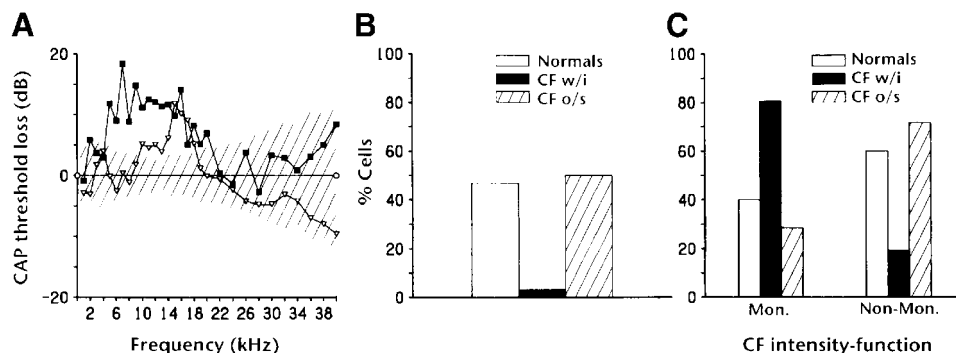 A
CAP threshold loss (dB)
20
0
-20
2 6 10 14 18 22 26 30 34 38
Frequency (kHz)
B
% Cells
100
80
60
40
20
0
Normals
CF w/i
CF o/s
C
100
80
60
40
20
0
Normals
CF w/i
CF o/s
Mon. Non-Mon.
CF intensity-function